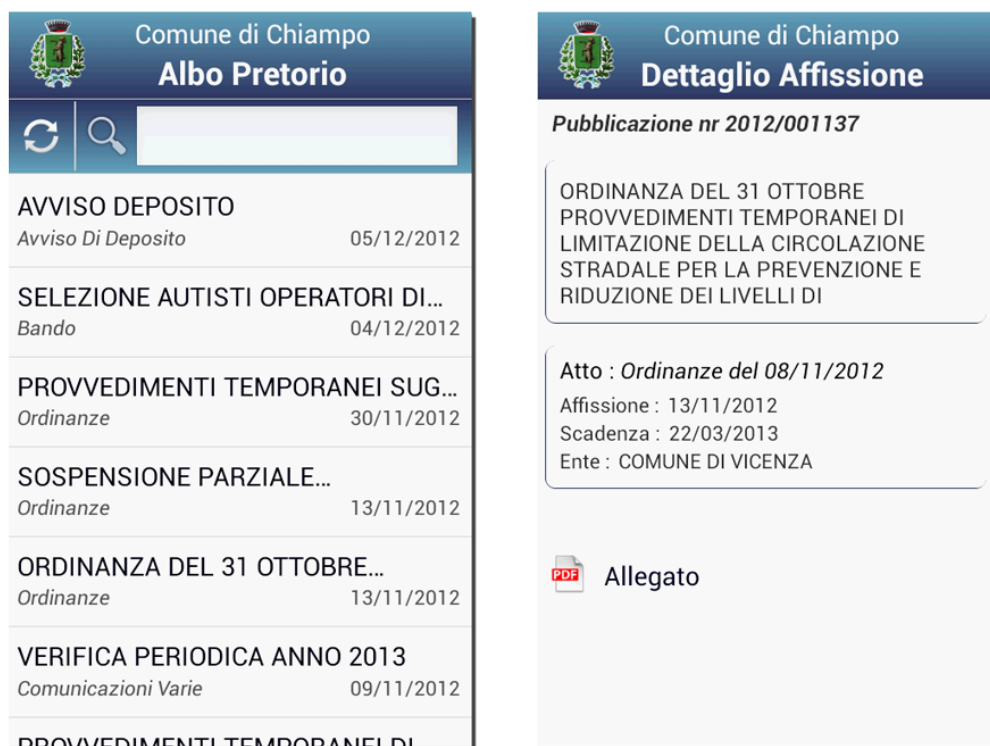 Comune di Chiampo
Albo Pretorio
AVVISO DEPOSITO
Avviso Di Deposito 05/12/2012
SELEZIONE AUTISTI OPERATORI DI...
Bando 04/12/2012
PROVVEDIMENTI TEMPORANEI SUG...
Ordinanze 30/11/2012
SOSPENSIONE PARZIALE...
Ordinanze 13/11/2012
ORDINANZA DEL 31 OTTOBRE...
Ordinanze 13/11/2012
VERIFICA PERIODICA ANNO 2013
Comunicazioni Varie 09/11/2012
PROVVEDIMENTI TEMPORANEI DI
Comune di Chiampo
Dettaglio Affissione
Pubblicazione nr 2012/001137
ORDINANZA DEL 31 OTTOBRE
PROVVEDIMENTI TEMPORANEI DI
LIMITAZIONE DELLA CIRCOLAZIONE
STRADALE PER LA PREVENZIONE E
RIDUZIONE DEI LIVELLI DI
Atto : Ordinanze del 08/11/2012
Affissione : 13/11/2012
Scadenza : 22/03/2013
Ente : COMUNE DI VICENZA
PDF Allegato